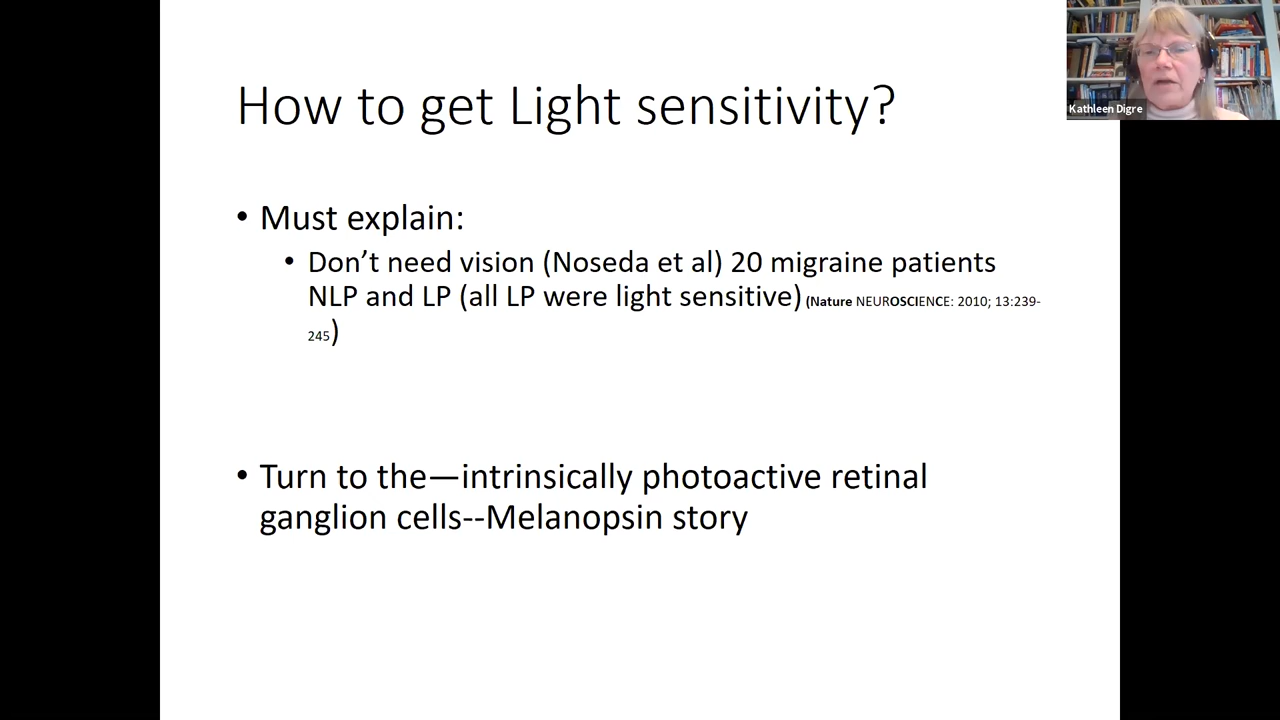 How to get Light sensitivity?
Kathleen Digre
• Must explain:
• Don’t need vision (Noseda et al) 20 migraine patients
NLP and LP (all LP were light sensitive) (Nature NEUROSCIENCE: 2010; 13:239-
245)
• Turn to the—intrinsically photoactive retinal
ganglion cells--Melanopsin story